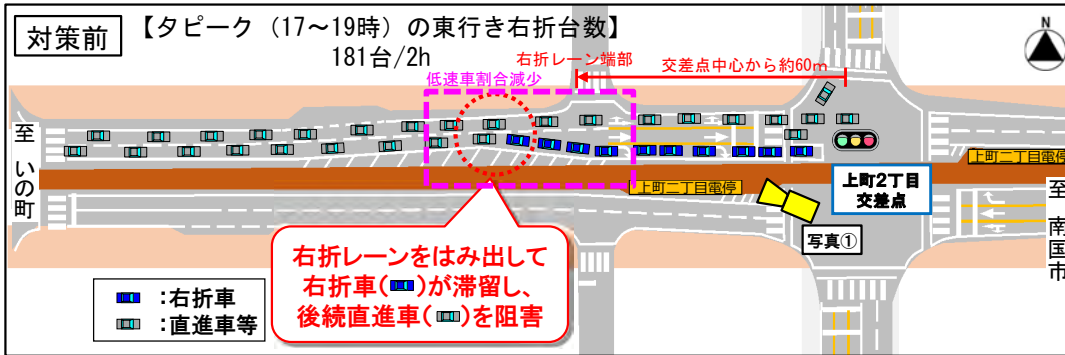 対策前
【タピーク（17～19時）の東行き右折台数】
181台/2h
右折レーン端部
交差点中心から約60m
N
低速車割合減少
至 いの町
上町二丁目電停
上町二丁目電停
上町2丁目
交差点
至 南国市
写真①
右折レーンをはみ出して
右折車(　)が滞留し、
後続直進車(　)を阻害
：右折車
：直進車等